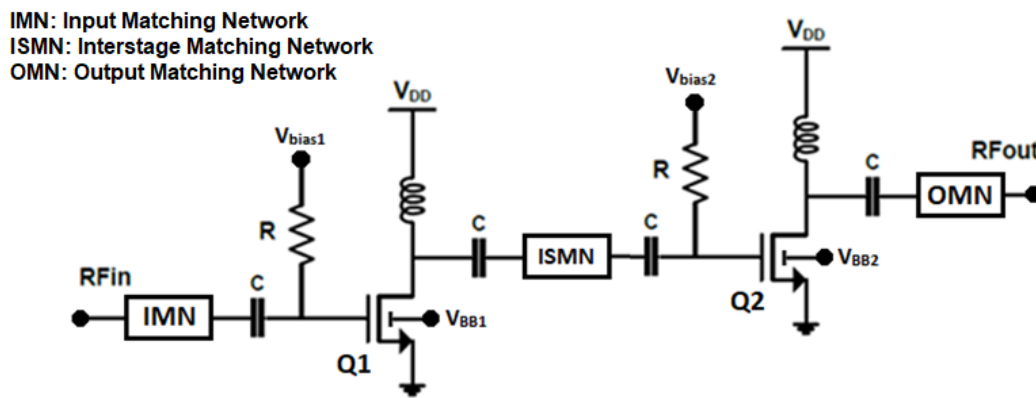 IMN: Input Matching Network
ISMN: Interstage Matching Network
OMN: Output Matching Network
VDD
VDD
Vbias2
Vbias1
R
C
RFout
OMN
R
C
C
ISMN
VBB2
Q2
RFin
C
IMN
VBB1
Q1